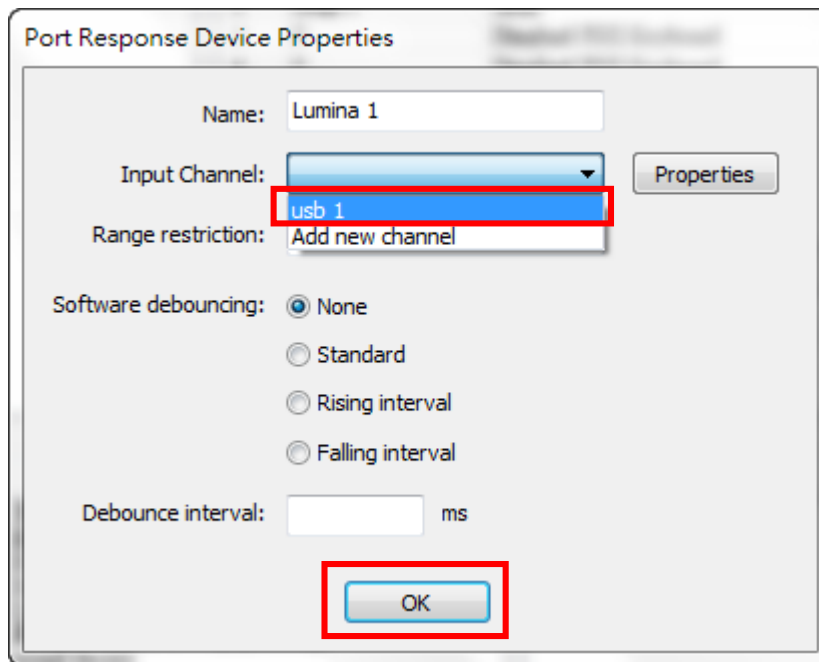 Port Response Device Properties
Name: Lumina 1
Input Channel:
Properties
usb 1
Range restriction:
Add new channel
Software debouncing:
None
Standard
Rising interval
Falling interval
Debounce interval: ms
OK